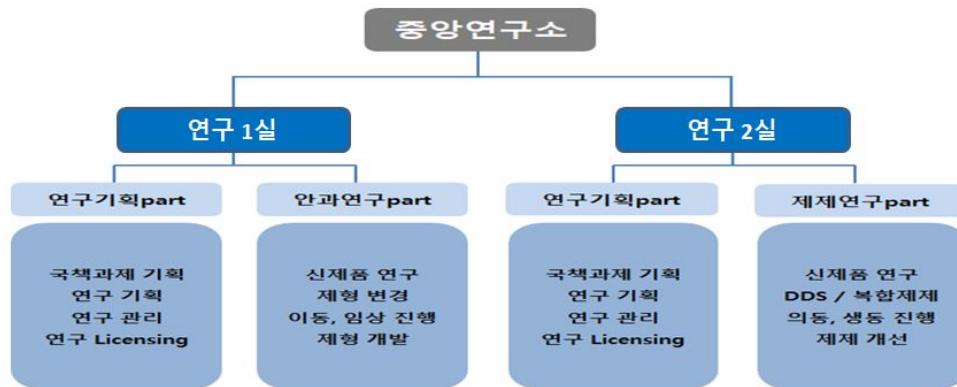 중앙연구소
연구 1실
연구 2실
연구기획part
안과연구part
연구기획part
제제연구part
국책과제 기획
연구 기획
연구 관리
연구 Licensing
신제품 연구
제형 변경
이동, 임상 진행
제형 개발
국책과제 기획
연구 기획
연구 관리
연구 Licensing
신제품 연구
DDS / 복합제제
의동, 생동 진행
제제 개선